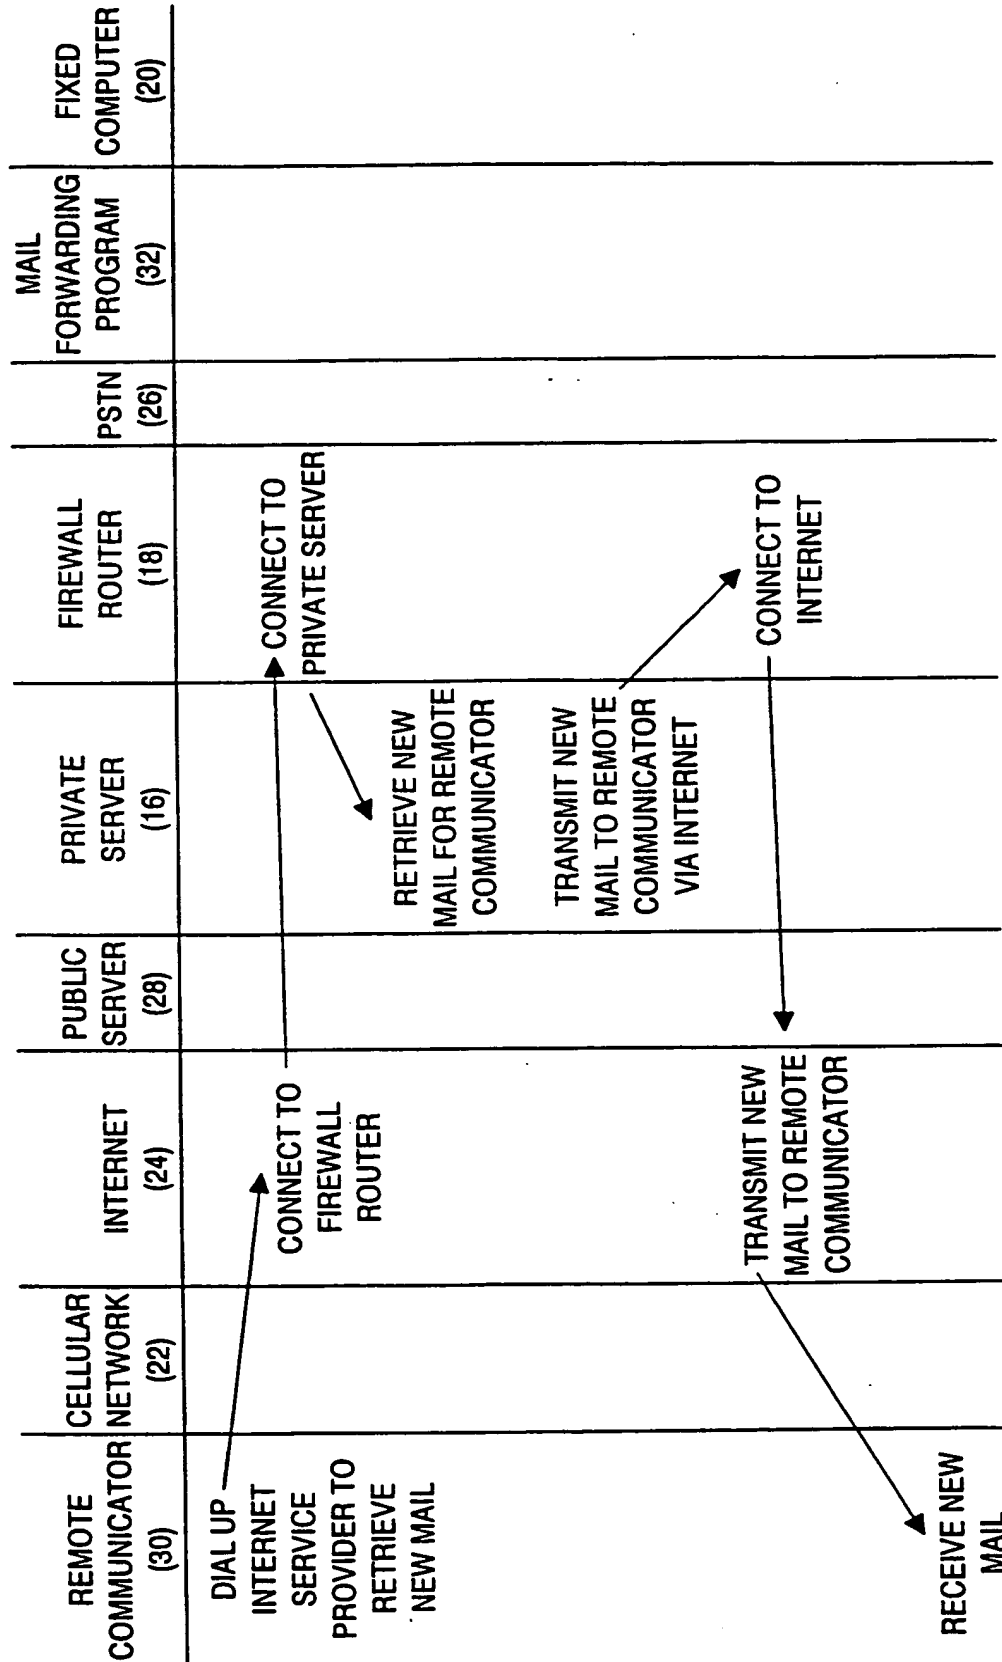 REMOTE
COMMUNICATOR
(30)
CELLULAR
NETWORK
(22)
INTERNET
(24)
PUBLIC
SERVER
(28)
PRIVATE
SERVER
(16)
FIREWALL
ROUTER
(18)
PSTN
(26)
MAIL
FORWARDING
PROGRAM
(32)
FIXED
COMPUTER
(20)
DIAL UP
INTERNET
SERVICE
PROVIDER TO
RETRIEVE
NEW MAIL
CONNECT TO
FIREWALL
ROUTER
CONNECT TO
PRIVATE SERVER
RETRIEVE NEW
MAIL FOR REMOTE
COMMUNICATOR
TRANSMIT NEW
MAIL TO REMOTE
COMMUNICATOR
VIA INTERNET
CONNECT TO
INTERNET
TRANSMIT NEW
MAIL TO REMOTE
COMMUNICATOR
RECEIVE NEW
MAIL